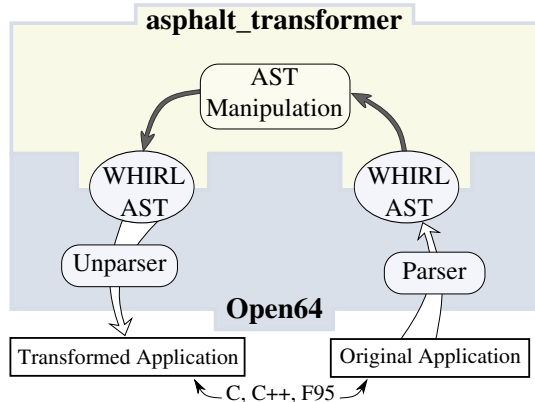 asphalt_transformer
AST
Manipulation
WHIRL
AST
WHIRL
AST
Unparser
Parser
Open64
Transformed Application
Original Application
C, C++, F95